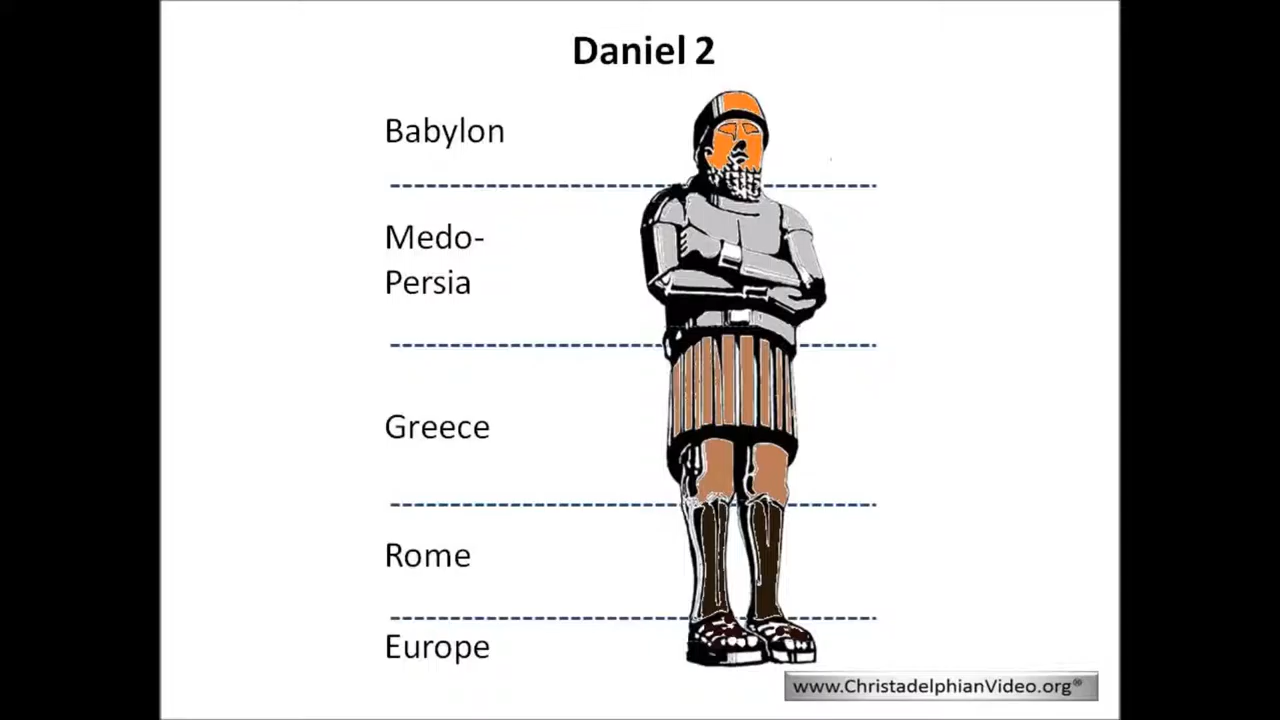 Daniel 2
Babylon
Medo-
Persia
Greece
Rome
Europe
www.ChristadelphianVideo.org®